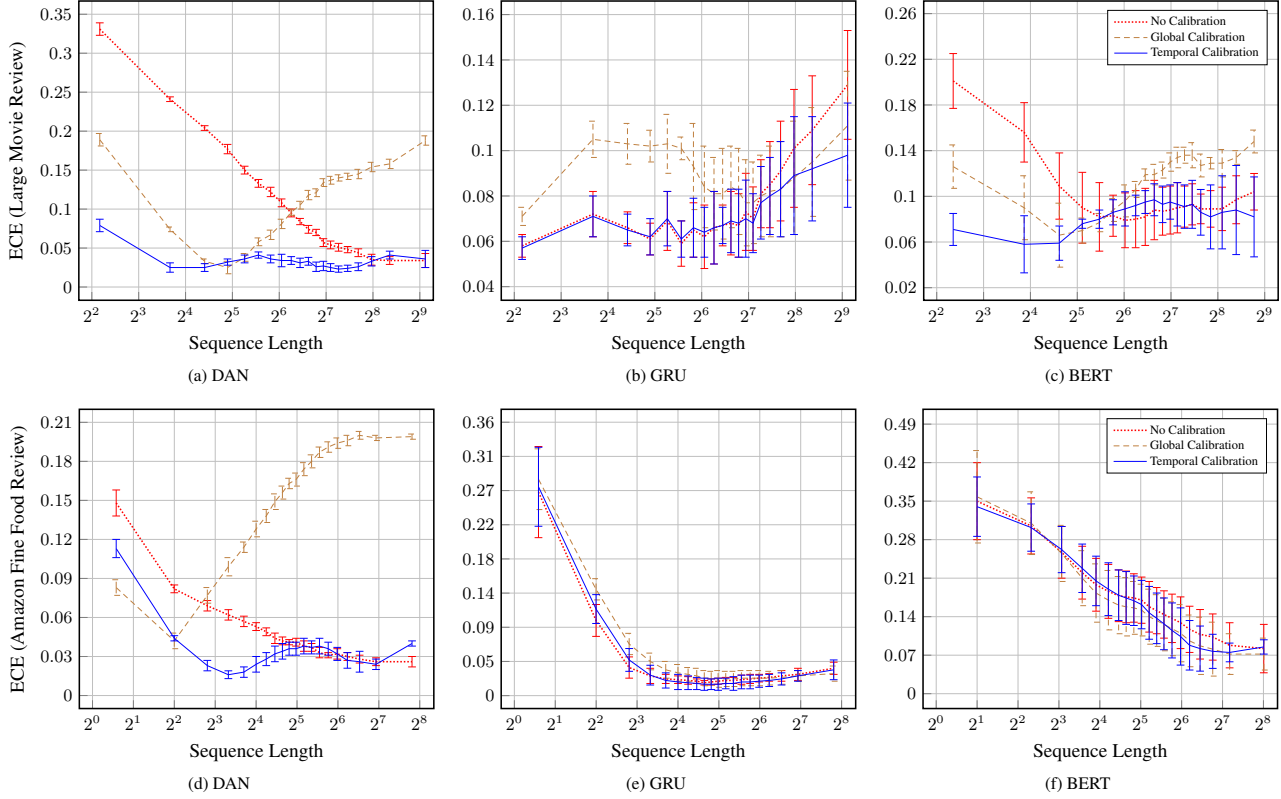 ECE (Large Movie Review)
0.35
0.3
0.25
0.2
0.15
0.1
0.05
0
2^2 2^3 2^4 2^5 2^6 2^7 2^8 2^9
Sequence Length
(a) DAN
0.16
0.14
0.12
0.1
0.08
0.06
0.04
2^2 2^3 2^4 2^5 2^6 2^7 2^8 2^9
Sequence Length
(b) GRU
0.26
0.22
0.18
0.14
0.1
0.06
0.02
No Calibration
Global Calibration
Temporal Calibration
2^2 2^3 2^4 2^5 2^6 2^7 2^8 2^9
Sequence Length
(c) BERT
ECE (Amazon Fine Food Review)
0.21
0.18
0.15
0.12
0.09
0.06
0.03
0
2^0 2^1 2^2 2^3 2^4 2^5 2^6 2^7 2^8
Sequence Length
(d) DAN
0.36
0.31
0.27
0.22
0.18
0.14
0.09
0.05
0
2^0 2^1 2^2 2^3 2^4 2^5 2^6 2^7 2^8
Sequence Length
(e) GRU
0.49
0.42
0.35
0.28
0.21
0.14
0.07
0
No Calibration
Global Calibration
Temporal Calibration
2^0 2^1 2^2 2^3 2^4 2^5 2^6 2^7 2^8
Sequence Length
(f) BERT